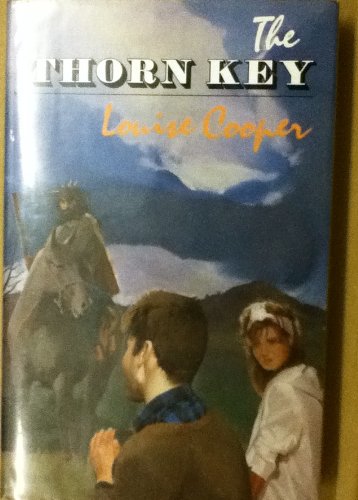 The
THORN KEY
Louise Cooper